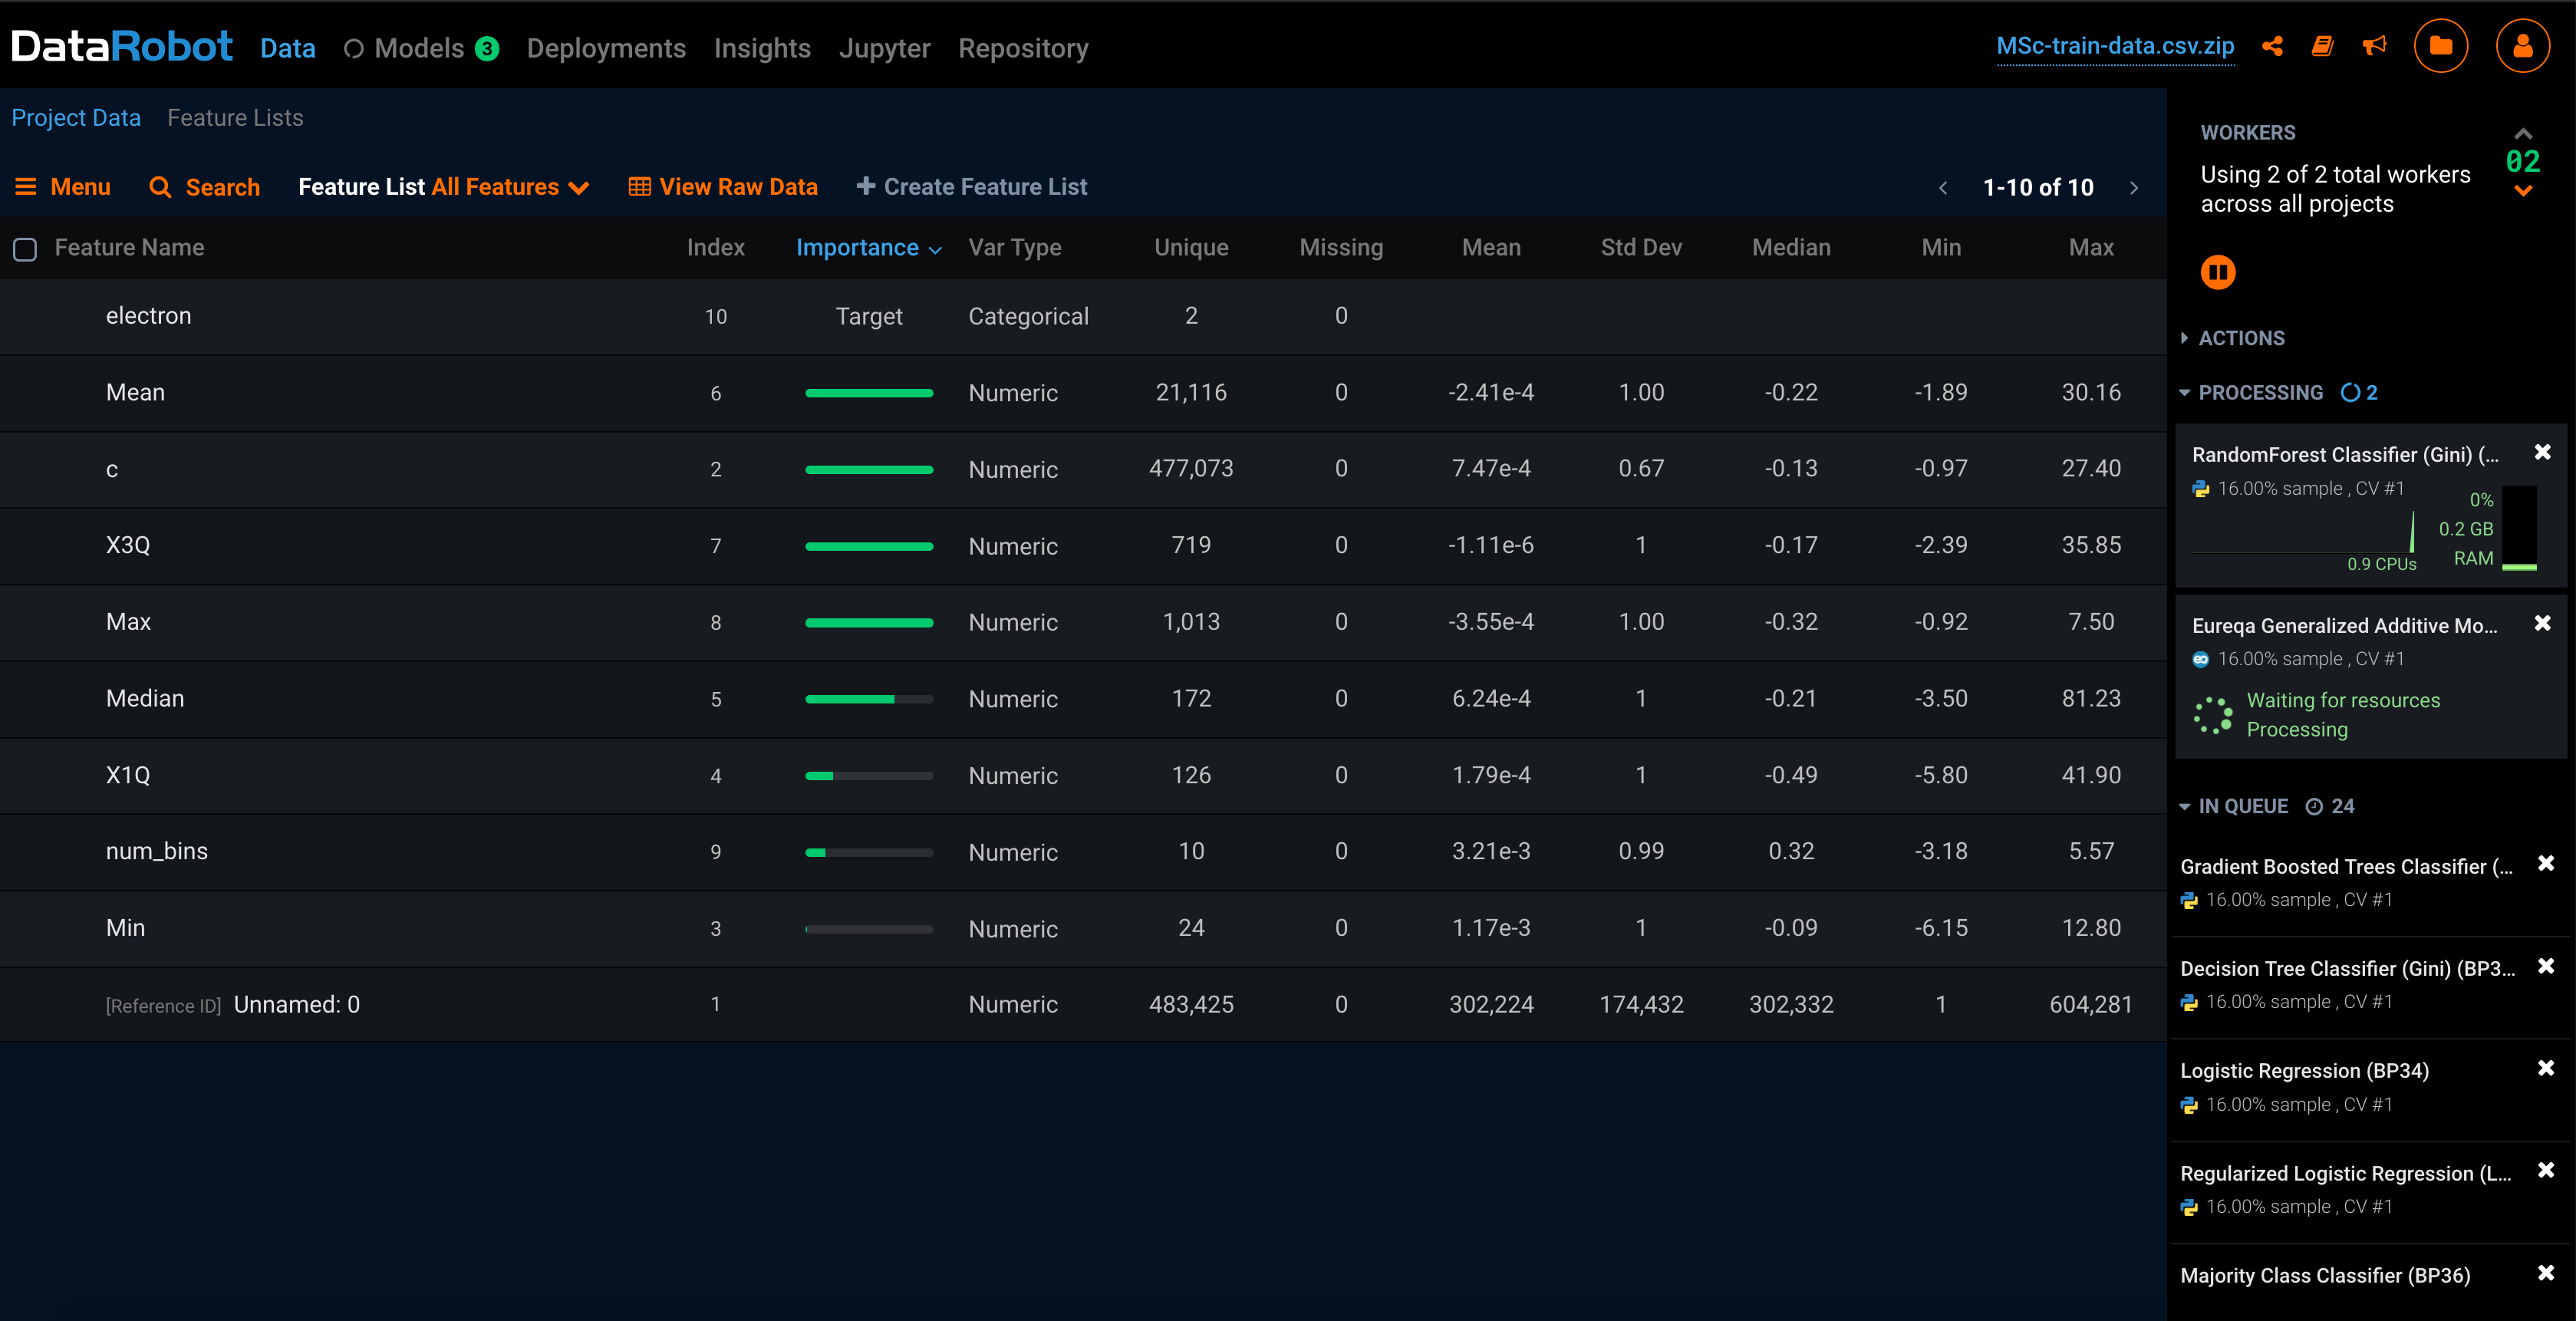 DataRobot Data Models 3 Deployments Insights Jupyter Repository MSc-train-data.csv.zip
Project Data Feature Lists
Menu Search Feature List All Features View Raw Data + Create Feature List < 1-10 of 10 >
Feature Name Index Importance Var Type Unique Missing Mean Std Dev Median Min Max
electron 10 Target Categorical 2 0
Mean 6 Numeric 21,116 0 -2.41e-4 1.00 -0.22 -1.89 30.16
c 2 Numeric 477,073 0 7.47e-4 0.67 -0.13 -0.97 27.40
X3Q 7 Numeric 719 0 -1.11e-6 1 -0.17 -2.39 35.85
Max 8 Numeric 1,013 0 -3.55e-4 1.00 -0.32 -0.92 7.50
Median 5 Numeric 172 0 6.24e-4 1 -0.21 -3.50 81.23
X1Q 4 Numeric 126 0 1.79e-4 1 -0.49 -5.80 41.90
num_bins 9 Numeric 10 0 3.21e-3 0.99 0.32 -3.18 5.57
Min 3 Numeric 24 0 1.17e-3 1 -0.09 -6.15 12.80
[Reference ID] Unnamed: 0 1 Numeric 483,425 0 302,224 174,432 302,332 1 604,281
WORKERS
02
Using 2 of 2 total workers
across all projects
ACTIONS
PROCESSING 2
RandomForest Classifier (Gini) (...
16.00% sample , CV #1
0%
0.2 GB
RAM
0.9 CPUs
Eureqa Generalized Additive Mo...
16.00% sample , CV #1
Waiting for resources
Processing
IN QUEUE 24
Gradient Boosted Trees Classifier (...
16.00% sample , CV #1
Decision Tree Classifier (Gini) (BP3...
16.00% sample , CV #1
Logistic Regression (BP34)
16.00% sample , CV #1
Regularized Logistic Regression (L...
16.00% sample , CV #1
Majority Class Classifier (BP36)